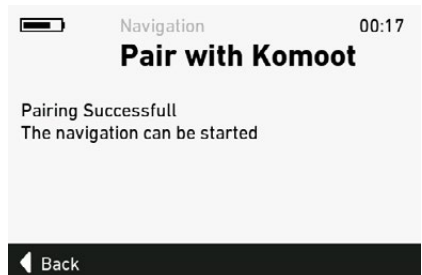 Navigation
00:17
Pair with Komoot
Pairing Successfull
The navigation can be started
Back